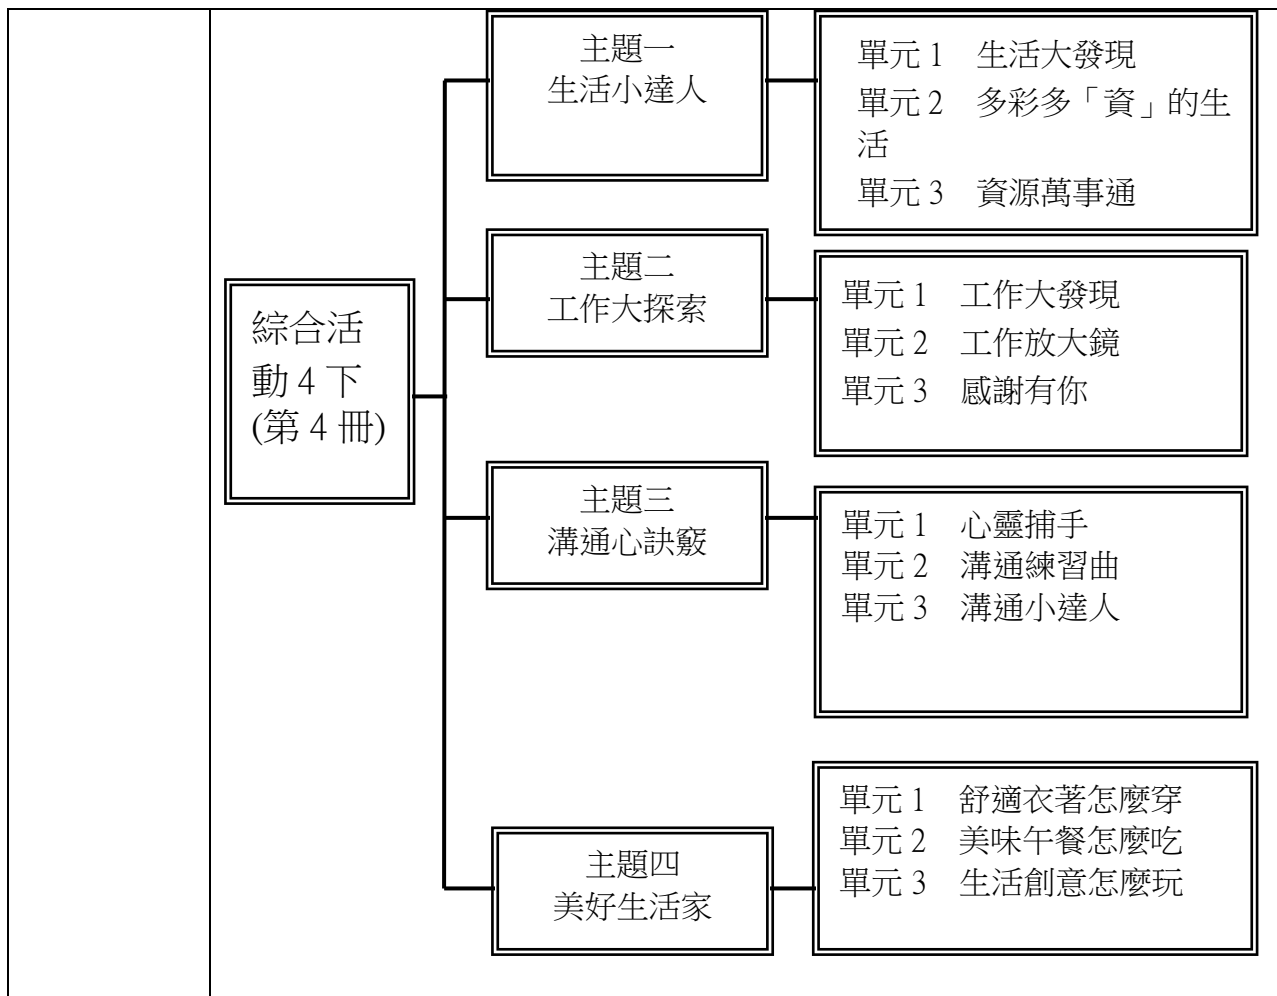 綜合活
動 4 下
(第 4 冊)
主題一
生活小達人
單元 1　生活大發現
單元 2　多彩多「資」的生
活
單元 3　資源萬事通
主題二
工作大探索
單元 1　工作大發現
單元 2　工作放大鏡
單元 3　感謝有你
主題三
溝通心訣竅
單元 1　心靈捕手
單元 2　溝通練習曲
單元 3　溝通小達人
主題四
美好生活家
單元 1　舒適衣著怎麼穿
單元 2　美味午餐怎麼吃
單元 3　生活創意怎麼玩